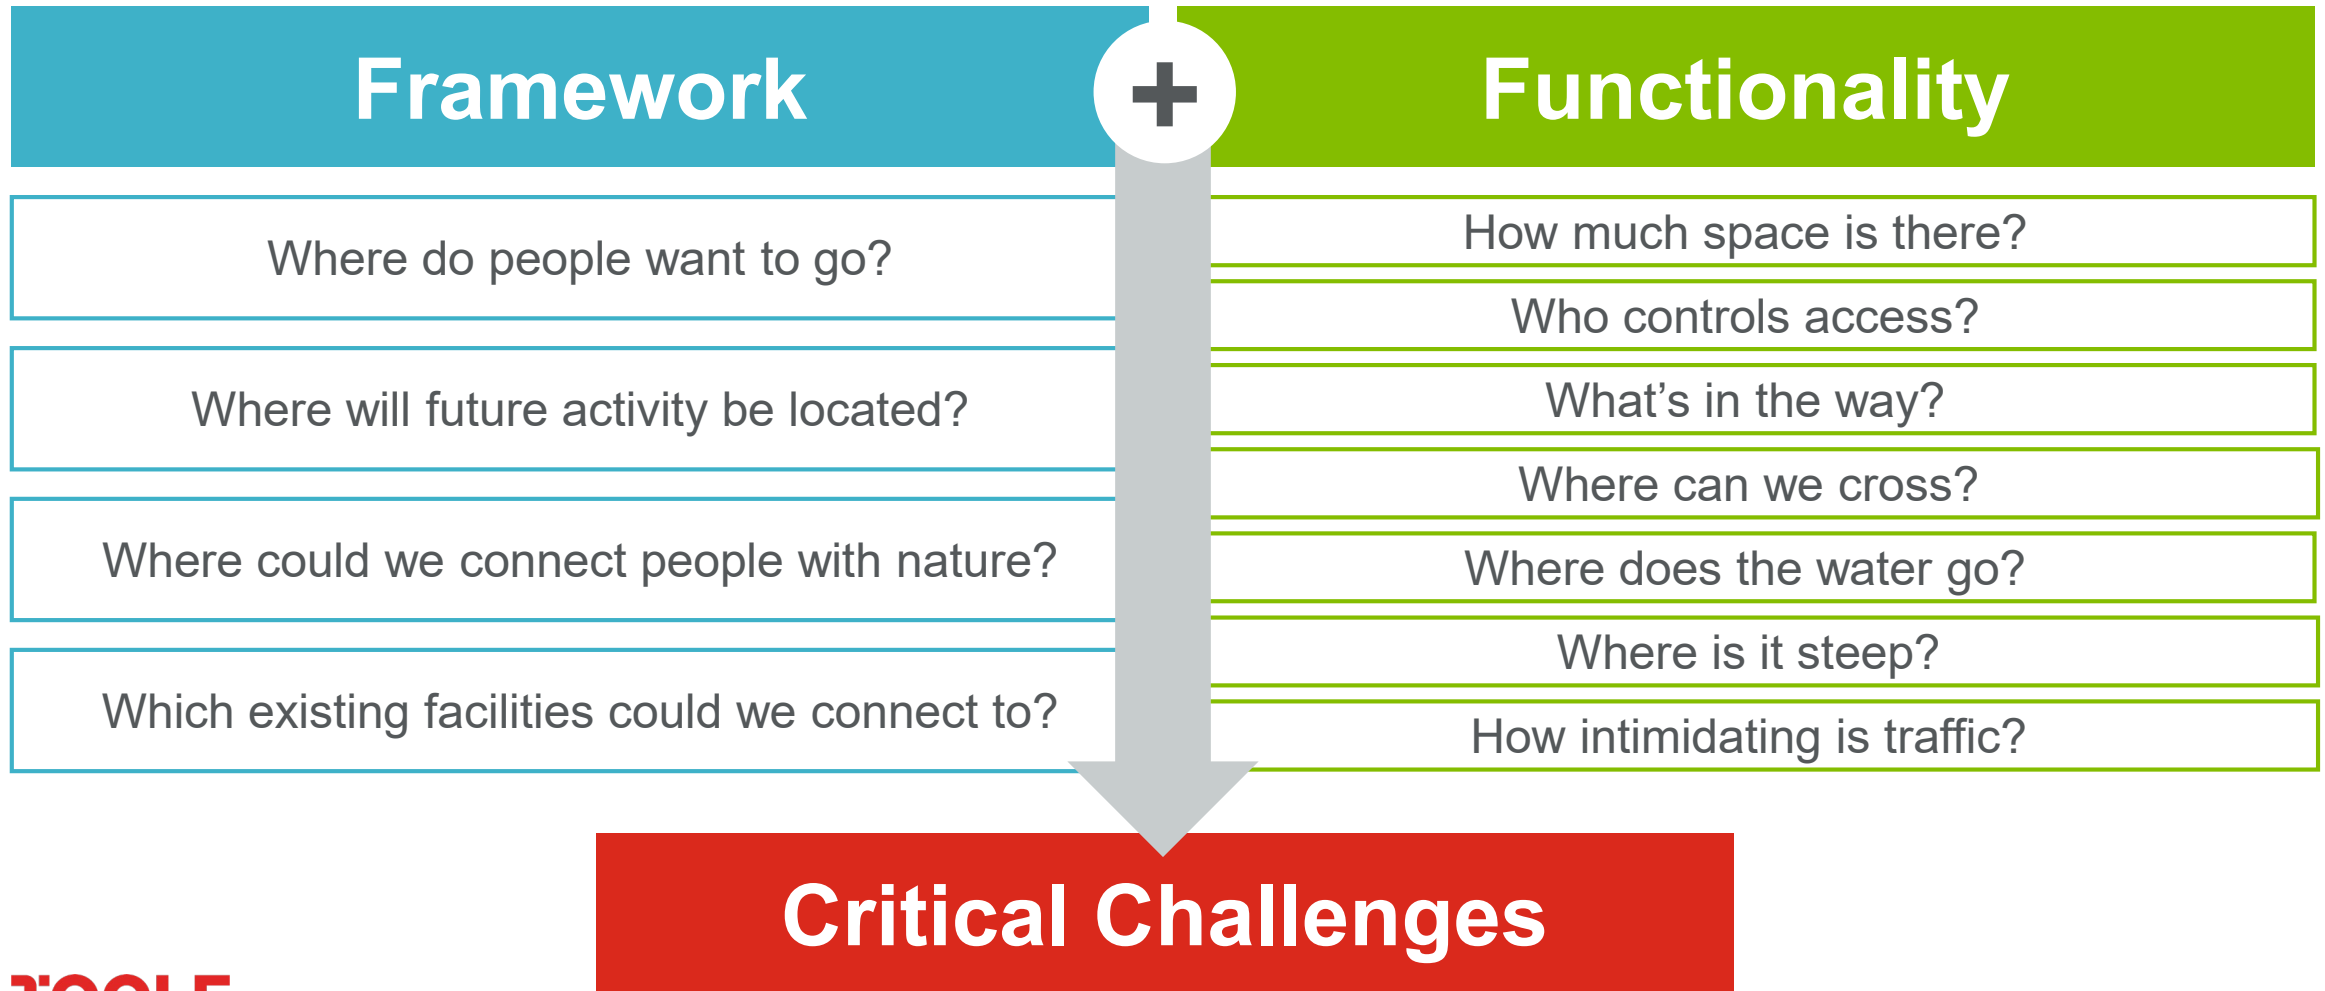 Framework
+
Functionality
Where do people want to go?
Where will future activity be located?
Where could we connect people with nature?
Which existing facilities could we connect to?
How much space is there?
Who controls access?
What’s in the way?
Where can we cross?
Where does the water go?
Where is it steep?
How intimidating is traffic?
Critical Challenges